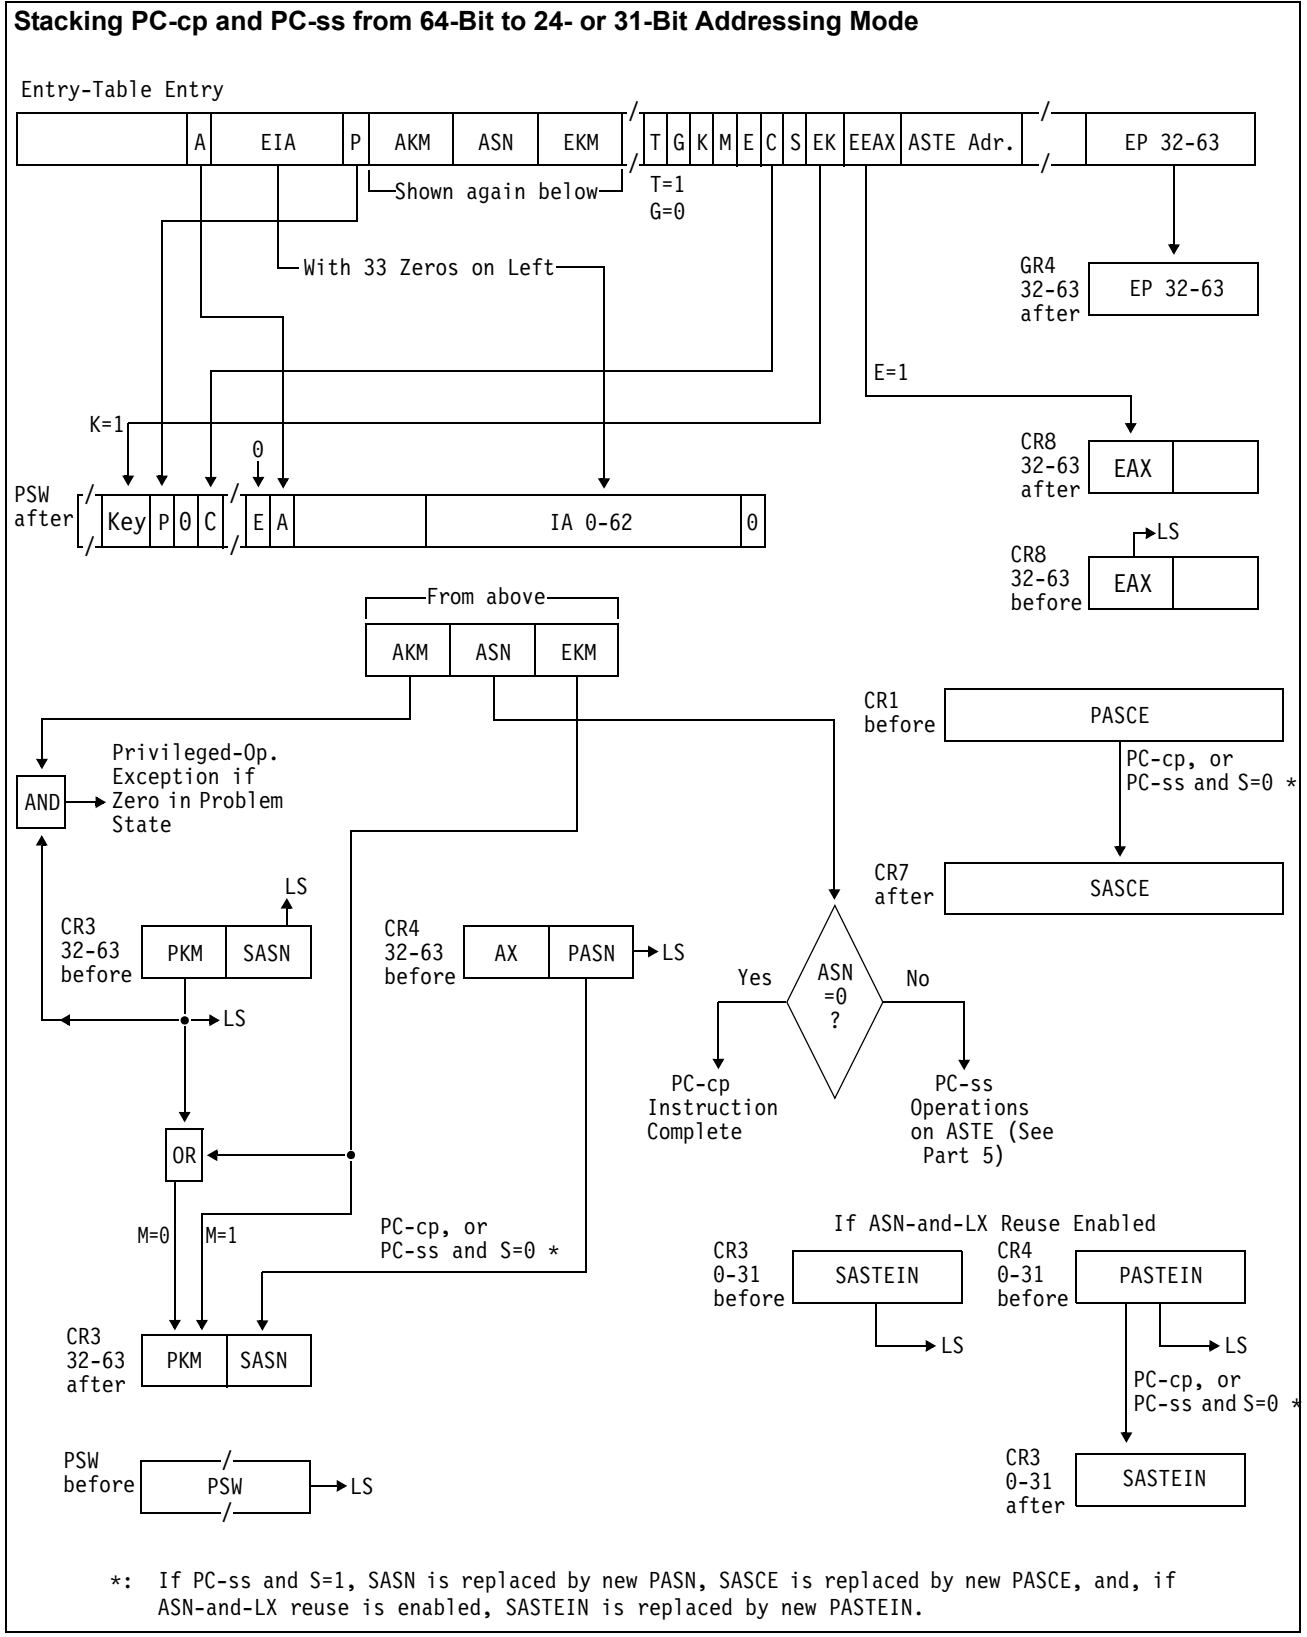 Stacking PC-cp and PC-ss from 64-Bit to 24- or 31-Bit Addressing Mode
Entry-Table Entry
A EIA P AKM ASN EKM / T G K M E C S EK EEAX ASTE Adr. / EP 32-63
Shown again below
T=1
G=0
With 33 Zeros on Left
GR4
32-63
after
EP 32-63
E=1
K=1
0
CR8
32-63
after
EAX
PSW
after
Key P 0 C / E A IA 0-62 0
LS
CR8
32-63
before
EAX
From above
AKM ASN EKM
CR1
before
PASCE
PC-cp, or
PC-ss and S=0 *
Privileged-Op.
Exception if
Zero in Problem
State
AND
CR7
after
SASCE
LS
CR3
32-63
before
PKM SASN
LS
CR4
32-63
before
AX PASN
LS
ASN
=0
?
Yes
No
PC-cp
Instruction
Complete
PC-ss
Operations
on ASTE (See
Part 5)
OR
M=0
M=1
PC-cp, or
PC-ss and S=0 *
If ASN-and-LX Reuse Enabled
CR3
0-31
before
SASTEIN
LS
CR4
0-31
before
PASTEIN
LS
PC-cp, or
PC-ss and S=0 *
CR3
32-63
after
PKM SASN
CR3
0-31
after
SASTEIN
PSW
before
PSW
LS
*: If PC-ss and S=1, SASN is replaced by new PASN, SASCE is replaced by new PASCE, and, if
ASN-and-LX reuse is enabled, SASTEIN is replaced by new PASTEIN.